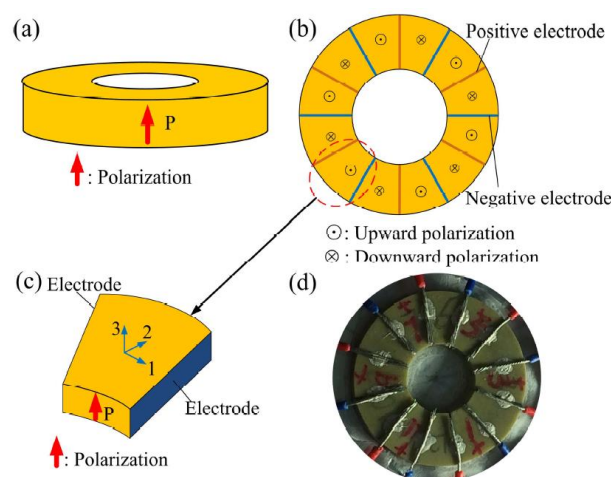 (a)
P
: Polarization
(b)
Positive electrode
Negative electrode
⊙: Upward polarization
⊗: Downward polarization
(c)
Electrode
3
2
1
P
Electrode
: Polarization
(d)